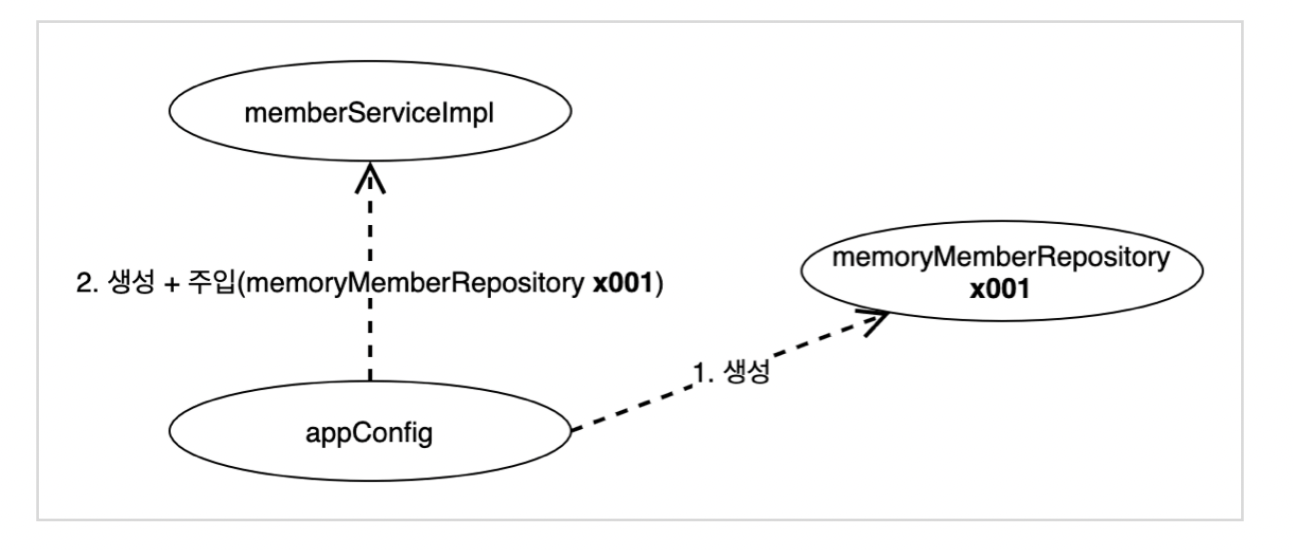 memberServiceImpl
memoryMemberRepository
x001
2. 생성 + 주입(memoryMemberRepository x001)
1. 생성
appConfig